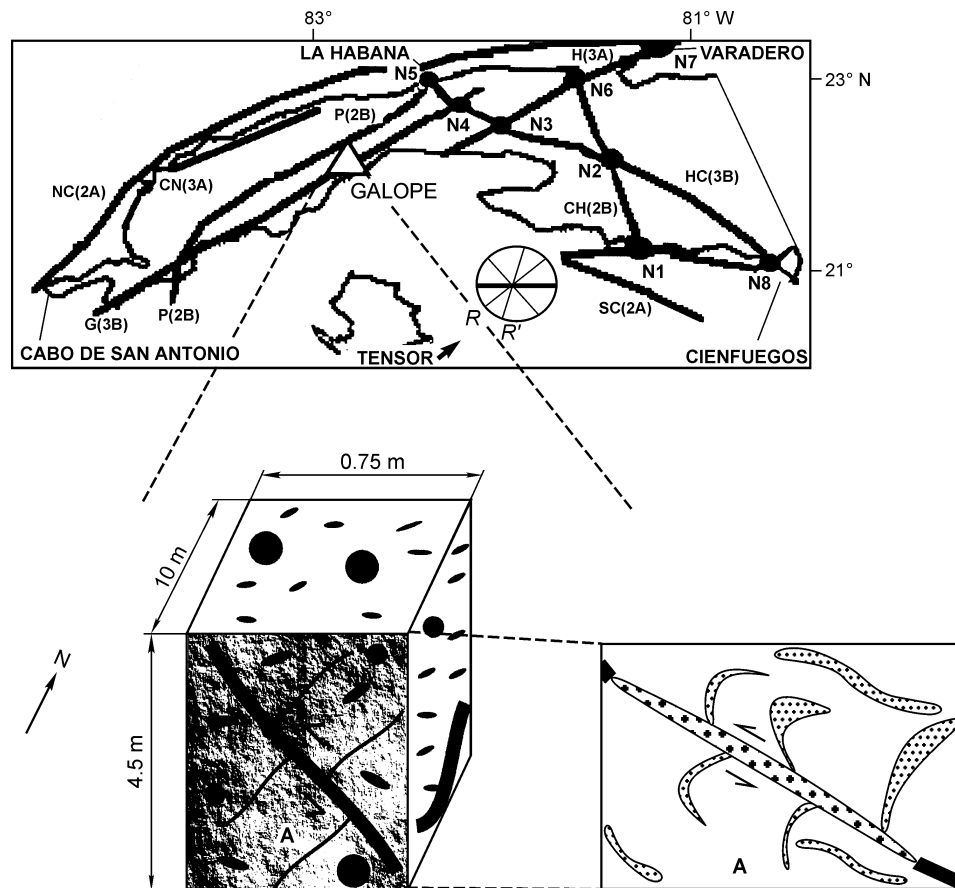 83°
81° W
LA HABANA
H(3A)
VARADERO
N5
N7
23° N
N6
P(2B)
N4
N3
NC(2A)
CN(3A)
N2
HC(3B)
GALOPE
CH(2B)
N1
21°
N8
R
R'
SC(2A)
G(3B)
P(2B)
CABO DE SAN ANTONIO
TENSOR
CIENFUEGOS
0.75 m
10 m
N
4.5 m
A
A